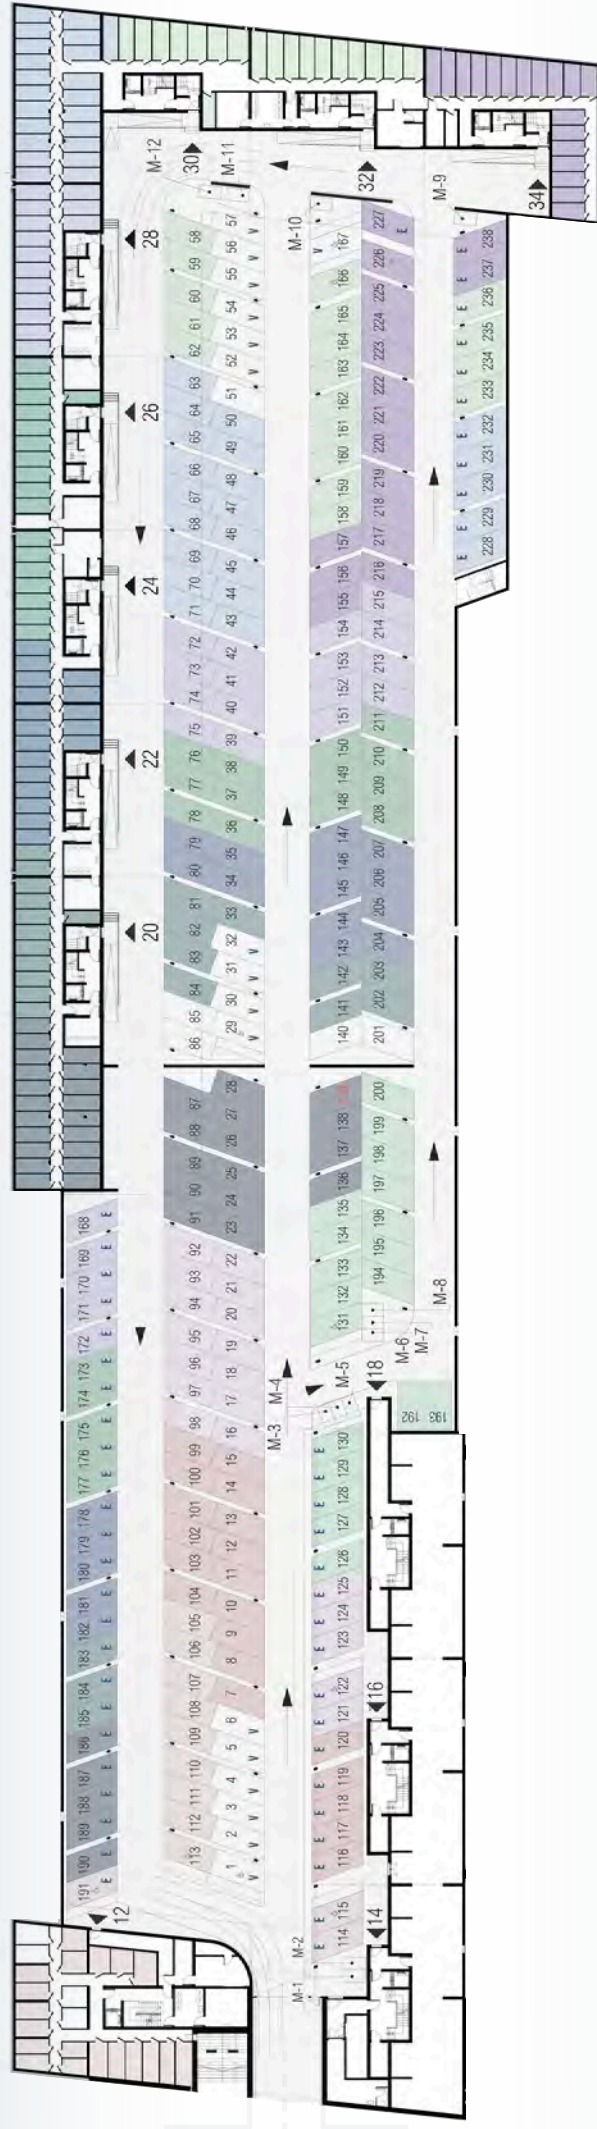 191 190 189 188 187 186 185 184 183 182 181 180 179 178 177 176 175 174 173 172 171 170 169 168
E E E E E E E E E E E E E E E E E E E E E E E E
12 20 22 24 26 28
M-12
113 112 111 110 109 108 107 106 105 104 103 102 101 100 99 98 97 96 95 94 93 92 91 90 89 88 87 86 85 84 83 82 81 80 79 78 77 76 75 74 73 72 71 70 69 68 67 66 65 64 63 62 61 60 59 58
30
1 2 3 4 5 6 7 8 9 10 11 12 13 14 15 16 17 18 19 20 21 22 23 24 25 26 27 28 29 30 31 32 33 34 35 36 37 38 39 40 41 42 43 44 45 46 47 48 49 50 51 52 53 54 55 56 57
M-11
V V V V V V V V V V V V V V V V
M-3 M-4
M-1 M-2
M-10
E E E E E E E E E E E E E E E E E V
114 115 116 117 118 119 120 121 122 123 124 125 126 127 128 129 130
M-5
131 132 133 134 135 136 137 138 139 140 141 142 143 144 145 146 147 148 149 150 151 152 153 154 155 156 157 158 159 160 161 162 163 164 165 166 167
32
14 16 18
194 195 196 197 198 199 200 201 202 203 204 205 206 207 208 209 210 211 212 213 214 215 216 217 218 219 220 221 222 223 224 225 226 227
E
M-6
M-7
192
193
M-8
M-9
E E E E E E E E E E E
228 229 230 231 232 233 234 235 236 237 238
34